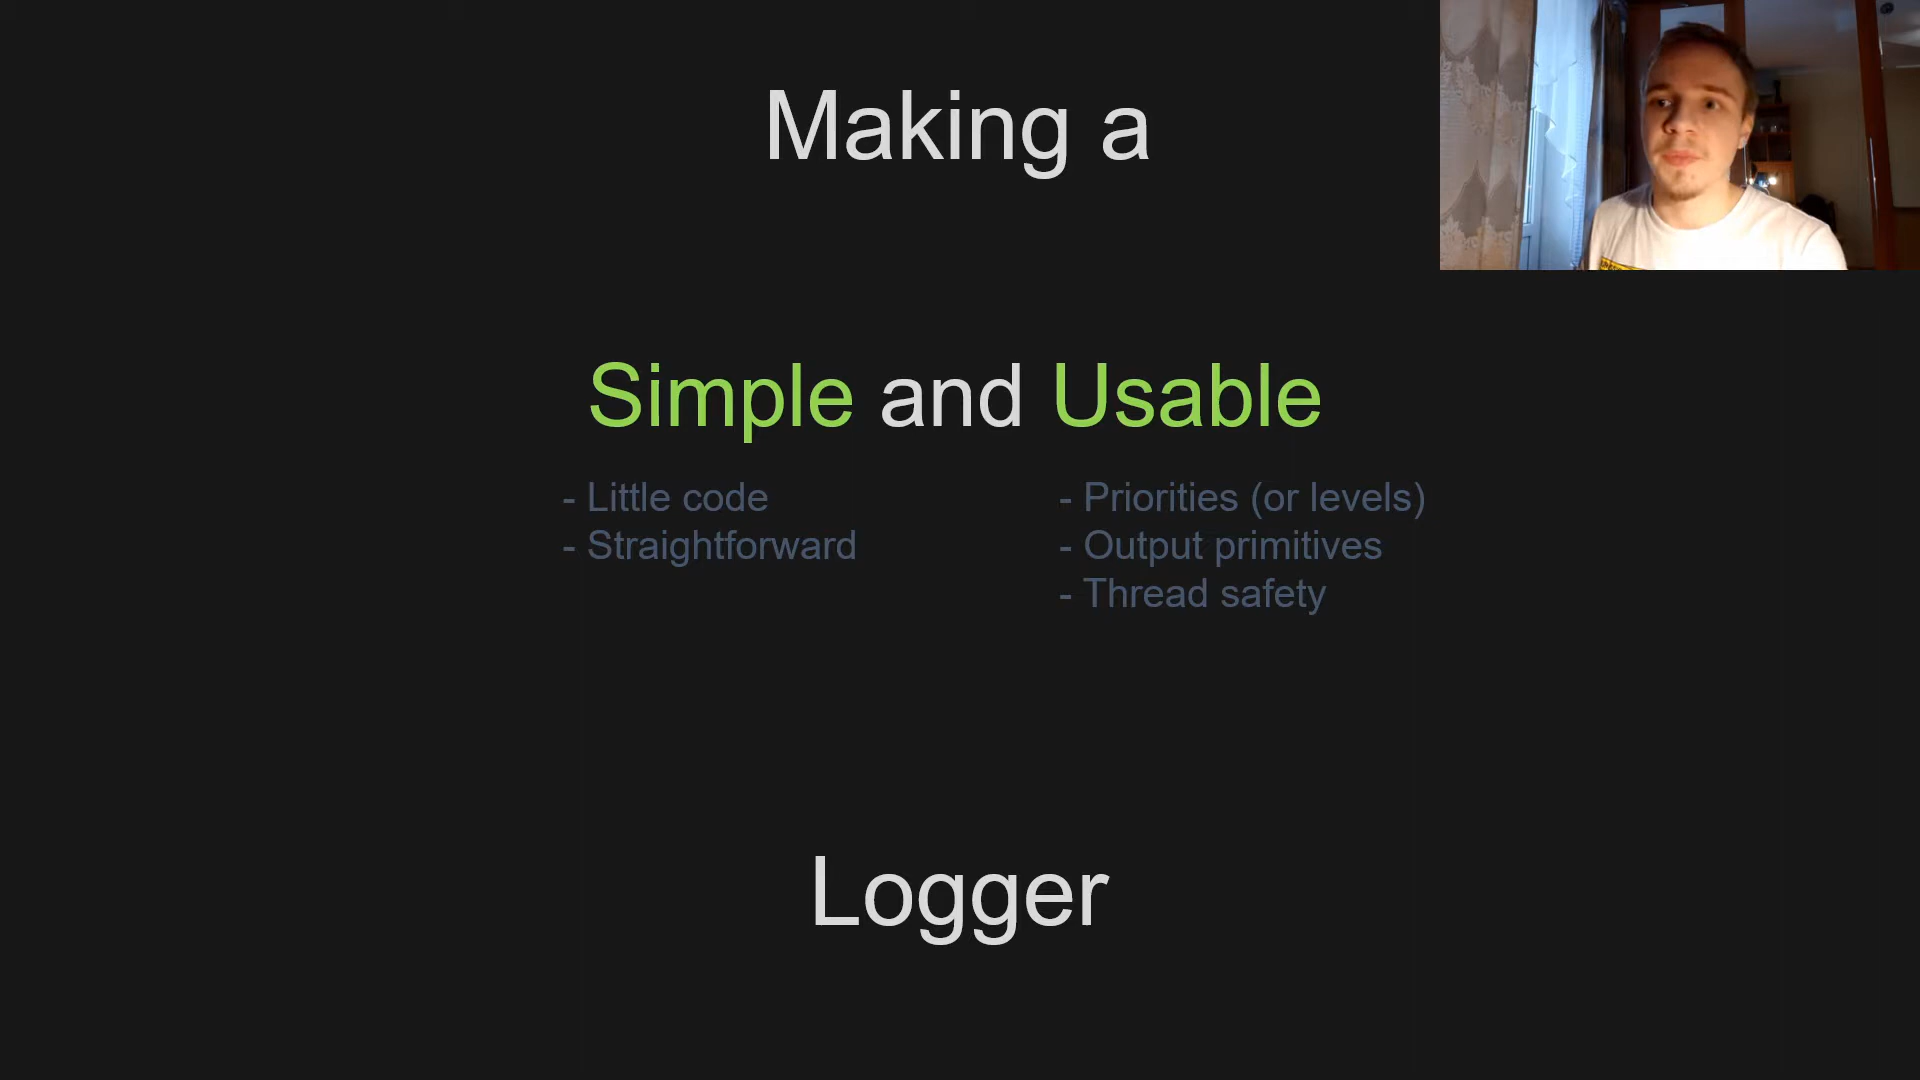 Making a
Simple and Usable
- Little code
- Straightforward
- Priorities (or levels)
- Output primitives
- Thread safety
Logger